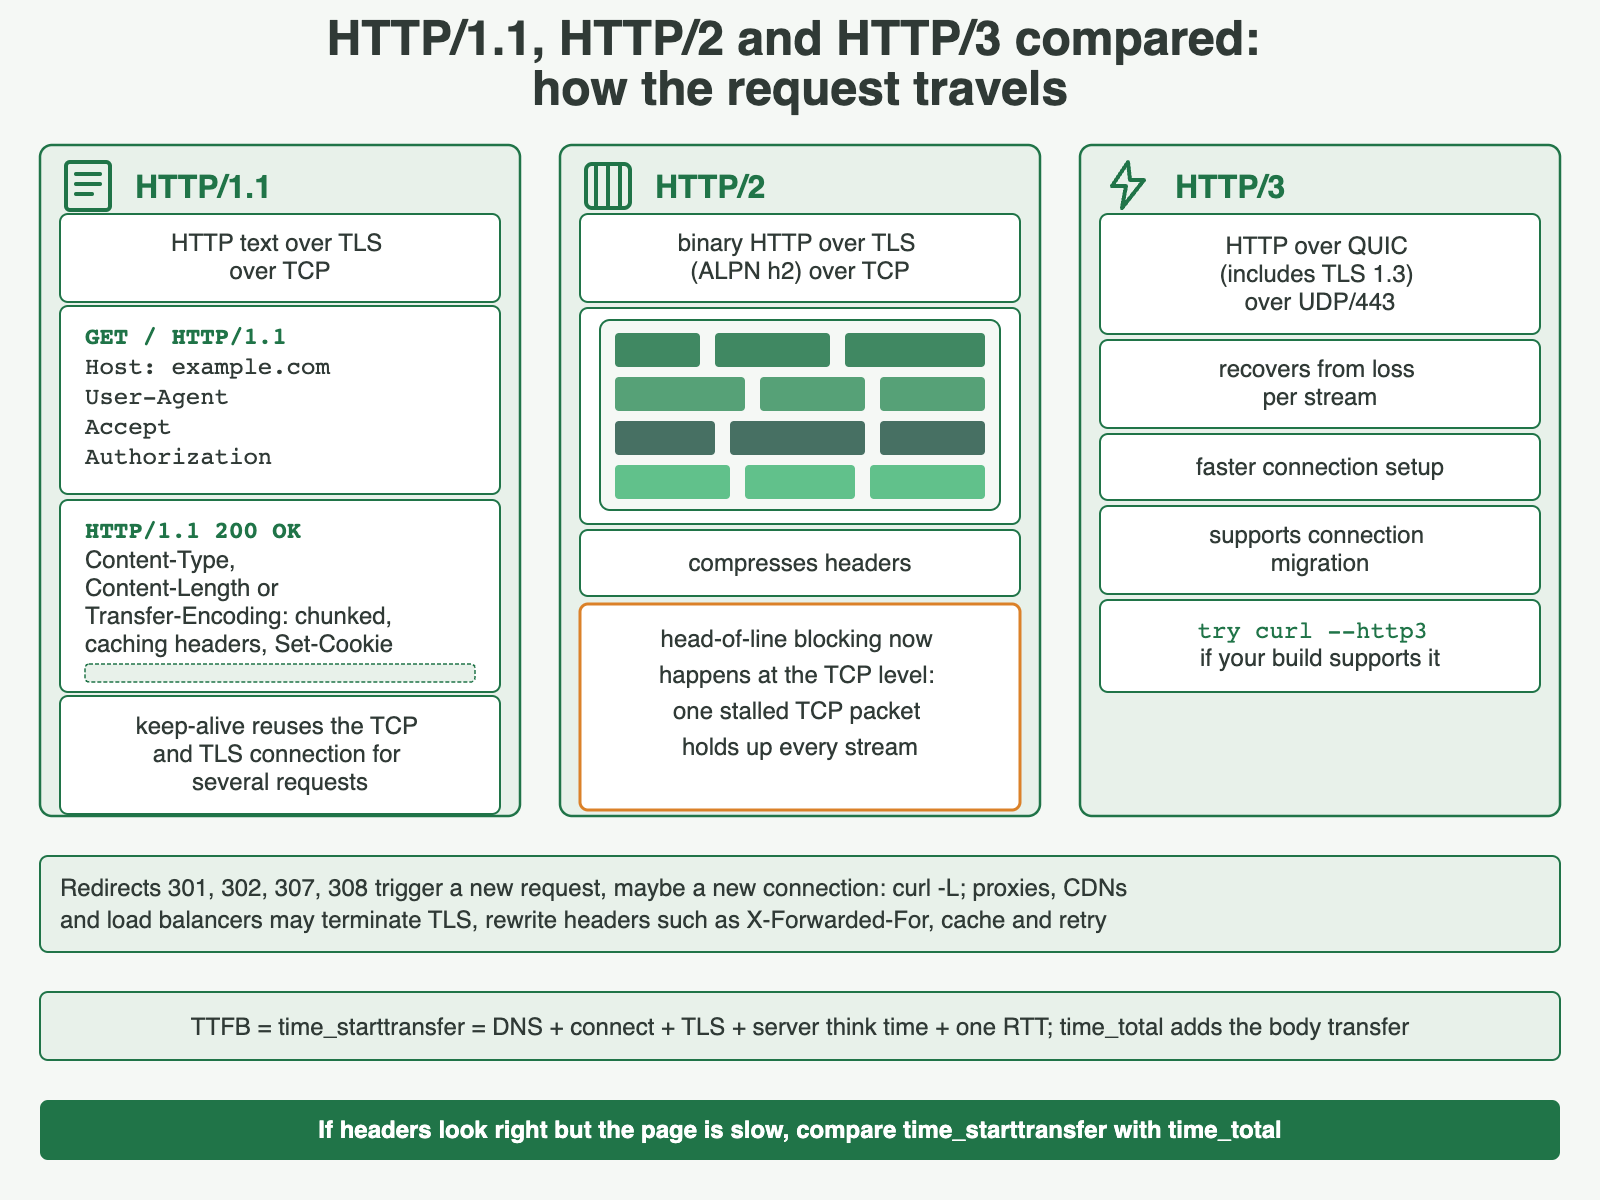 HTTP/1.1, HTTP/2 and HTTP/3 compared:
how the request travels
HTTP/1.1
HTTP text over TLS
over TCP
GET / HTTP/1.1
Host: example.com
User-Agent
Accept
Authorization
HTTP/1.1 200 OK
Content-Type,
Content-Length or
Transfer-Encoding: chunked,
caching headers, Set-Cookie
keep-alive reuses the TCP
and TLS connection for
several requests
HTTP/2
binary HTTP over TLS
(ALPN h2) over TCP
compresses headers
head-of-line blocking now
happens at the TCP level:
one stalled TCP packet
holds up every stream
HTTP/3
HTTP over QUIC
(includes TLS 1.3)
over UDP/443
recovers from loss
per stream
faster connection setup
supports connection
migration
try curl --http3
if your build supports it
Redirects 301, 302, 307, 308 trigger a new request, maybe a new connection: curl -L; proxies, CDNs
and load balancers may terminate TLS, rewrite headers such as X-Forwarded-For, cache and retry
TTFB = time_starttransfer = DNS + connect + TLS + server think time + one RTT; time_total adds the body transfer
If headers look right but the page is slow, compare time_starttransfer with time_total